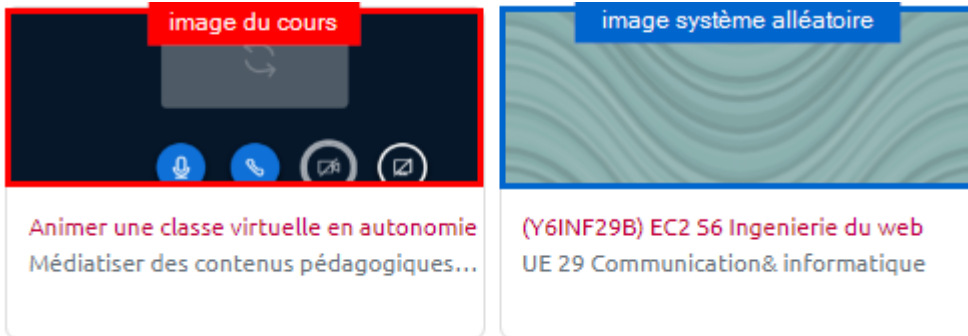 image du cours
image système alléatoire
Animer une classe virtuelle en autonomie
Médiatiser des contenus pédagogiques...
(Y6INF29B) EC2 S6 Ingenierie du web
UE 29 Communication& informatique